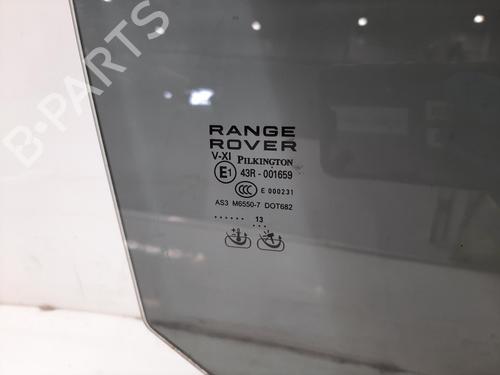 B-PARTS
RANGE
ROVER
V-XI PILKINGTON
E1 43R - 001659
CCC E 000231
AS3 M6550-7 DOT682
...... 13
.. ...